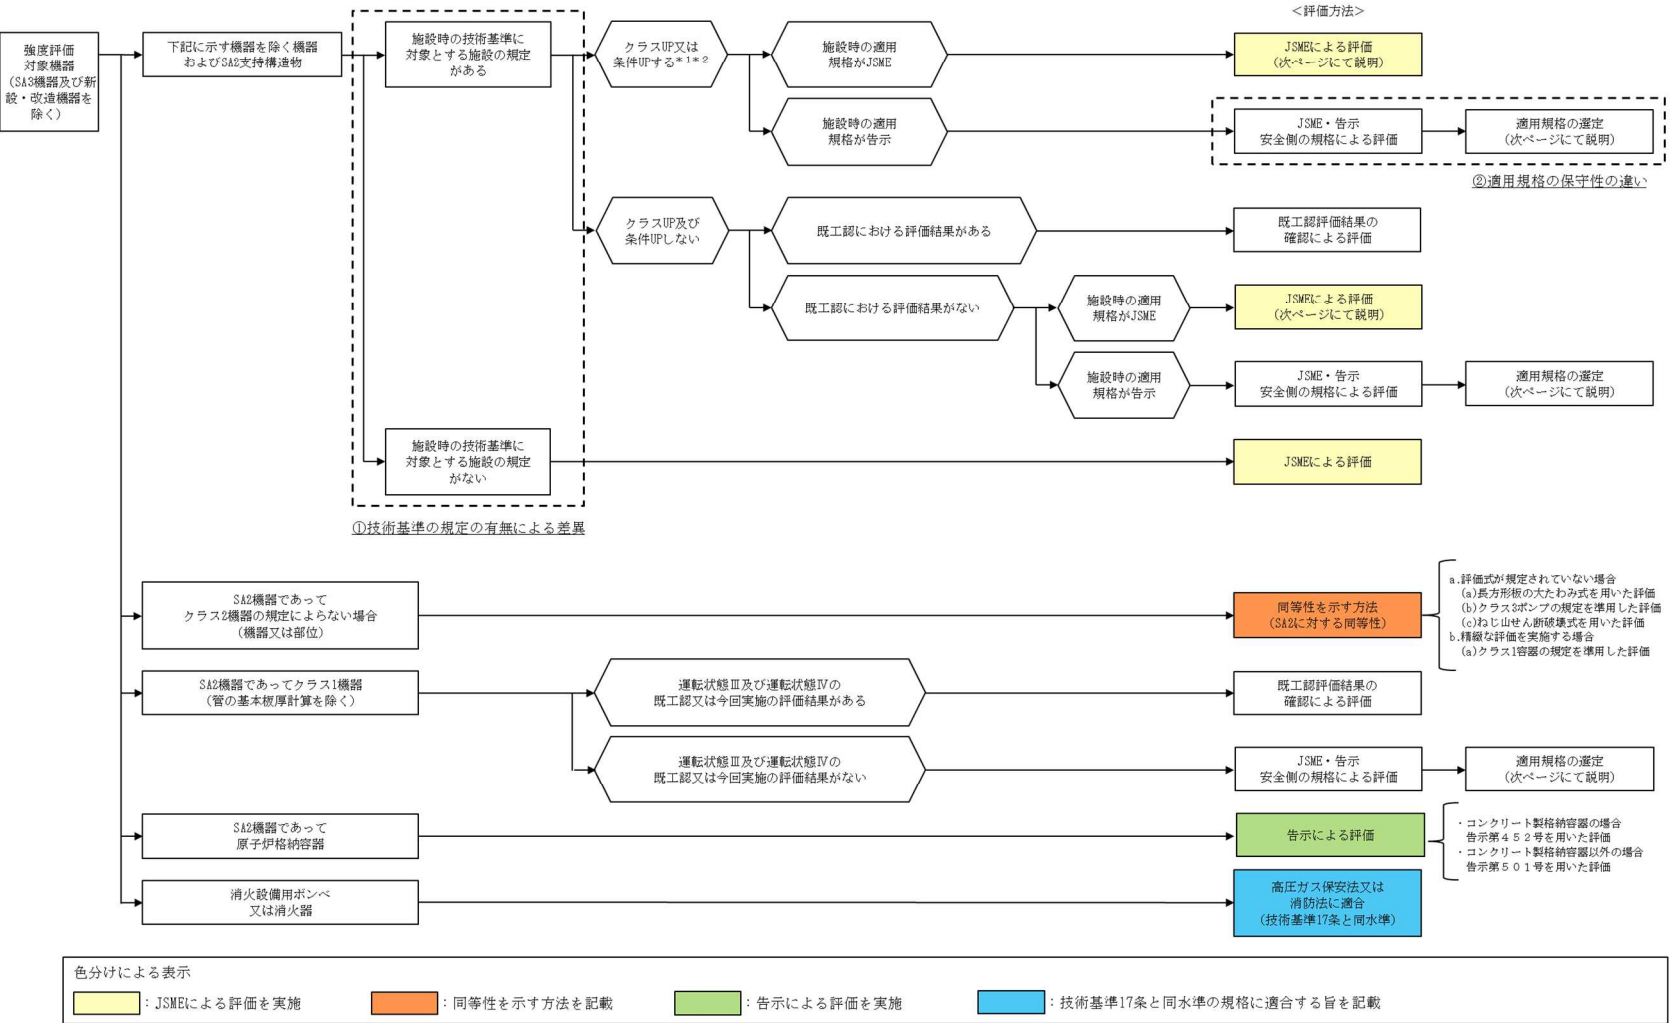 <評価方法>
強度評価
対象機器
(SA3機器及び新
設・改造機器を
除く)
下記に示す機器を除く機器
およびSA2支持構造物
施設時の技術基準に
対象とする施設の規定
がある
クラスUP又は
条件UPする*1*2
施設時の適用
規格がJSME
JSMEによる評価
(次ページにて説明)
施設時の適用
規格が告示
JSME・告示
安全側の規格による評価
適用規格の選定
(次ページにて説明)
②適用規格の保守性の違い
クラスUP及び
条件UPしない
既工認における評価結果がある
既工認評価結果の
確認による評価
既工認における評価結果がない
施設時の適用
規格がJSME
JSMEによる評価
(次ページにて説明)
施設時の適用
規格が告示
JSME・告示
安全側の規格による評価
適用規格の選定
(次ページにて説明)
施設時の技術基準に
対象とする施設の規定
がない
JSMEによる評価
①技術基準の規定の有無による差異
SA2機器であって
クラス2機器の規定によらない場合
(機器又は部位)
同等性を示す方法
(SA2に対する同等性)
a.評価式が規定されていない場合
(a)長方形板の大たわみ式を用いた評価
(b)クラス3ポンプの規定を準用した評価
(c)ねじ山せん断破壊式を用いた評価
b.精緻な評価を実施する場合
(a)クラス1容器の規定を準用した評価
SA2機器であってクラス1機器
(管の基本板厚計算を除く)
運転状態Ⅲ及び運転状態Ⅳの
既工認又は今回実施の評価結果がある
既工認評価結果の
確認による評価
運転状態Ⅲ及び運転状態Ⅳの
既工認又は今回実施の評価結果がない
JSME・告示
安全側の規格による評価
適用規格の選定
(次ページにて説明)
SA2機器であって
原子炉格納容器
告示による評価
・コンクリート製格納容器の場合
告示第452号を用いた評価
・コンクリート製格納容器以外の場合
告示第501号を用いた評価
消火設備用ボンベ
又は消火器
高圧ガス保安法又は
消防法に適合
(技術基準17条と同水準)
色分けによる表示
：JSMEによる評価を実施
：同等性を示す方法を記載
：告示による評価を実施
：技術基準17条と同水準の規格に適合する旨を記載